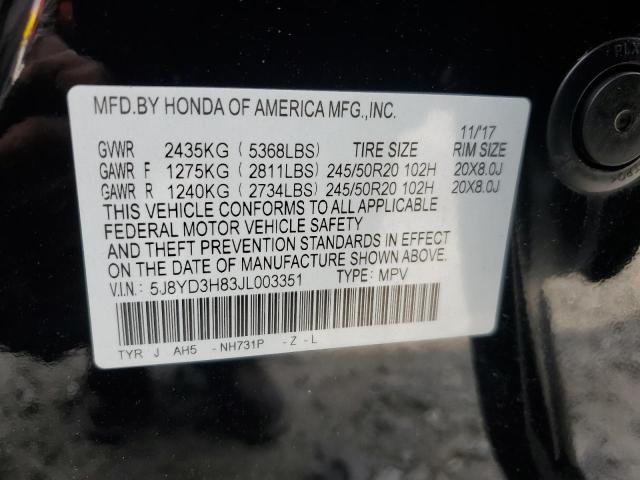 MFD.BY HONDA OF AMERICA MFG.,INC.
11/'17
GVWR 2435KG ( 5368LBS) TIRE SIZE RIM SIZE
GAWR F 1275KG ( 2811LBS) 245/50R20 102H 20X8.0J
GAWR R 1240KG ( 2734LBS) 245/50R20 102H 20X8.0J
THIS VEHICLE CONFORMS TO ALL APPLICABLE
FEDERAL MOTOR VEHICLE SAFETY
AND THEFT PREVENTION STANDARDS IN EFFECT
ON THE DATE OF MANUFACTURE SHOWN ABOVE.
V.I.N.: 5J8YD3H83JL003351 TYPE: MPV
TYR J AH5 - NH731P - Z - L